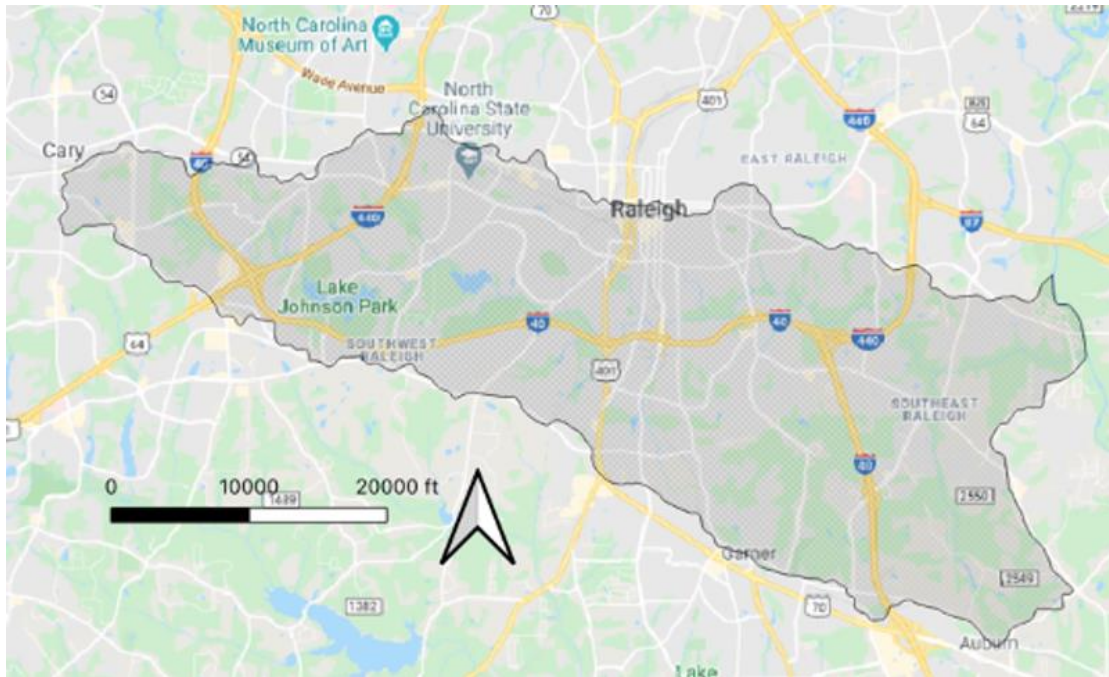 70
North Carolina
Museum of Art
Wade Avenue
54
North
Carolina State
University
401
440
BUS
64
EAST RALEIGH
Cary
40
54
Raleigh
440
87
Lake
Johnson Park
64
SOUTHWEST
RALEIGH
40
40
440
401
SOUTHEAST
RALEIGH
1
40
0
10000
20000 ft
2550
Garner
2549
1382
70
Auburn
Lake